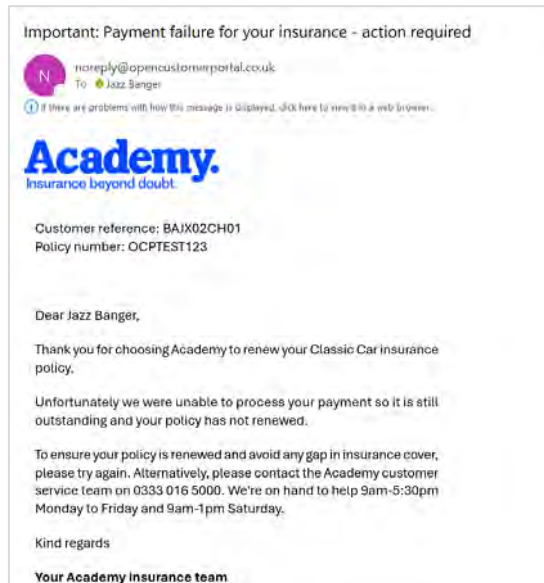 Important: Payment failure for your insurance - action required
N
noreply@opencustomerportal.co.uk
To Jazz Banger
If there are problems with how this message is displayed, click here to view it in a web browser.
Academy.
Insurance beyond doubt.
Customer reference: BAJX02CH01
Policy number: OCPTEST123
Dear Jazz Banger,
Thank you for choosing Academy to renew your Classic Car insurance
policy.
Unfortunately we were unable to process your payment so it is still
outstanding and your policy has not renewed.
To ensure your policy is renewed and avoid any gap in insurance cover,
please try again. Alternatively, please contact the Academy customer
service team on 0333 016 5000. We're on hand to help 9am-5:30pm
Monday to Friday and 9am-1pm Saturday.
Kind regards
Your Academy insurance team